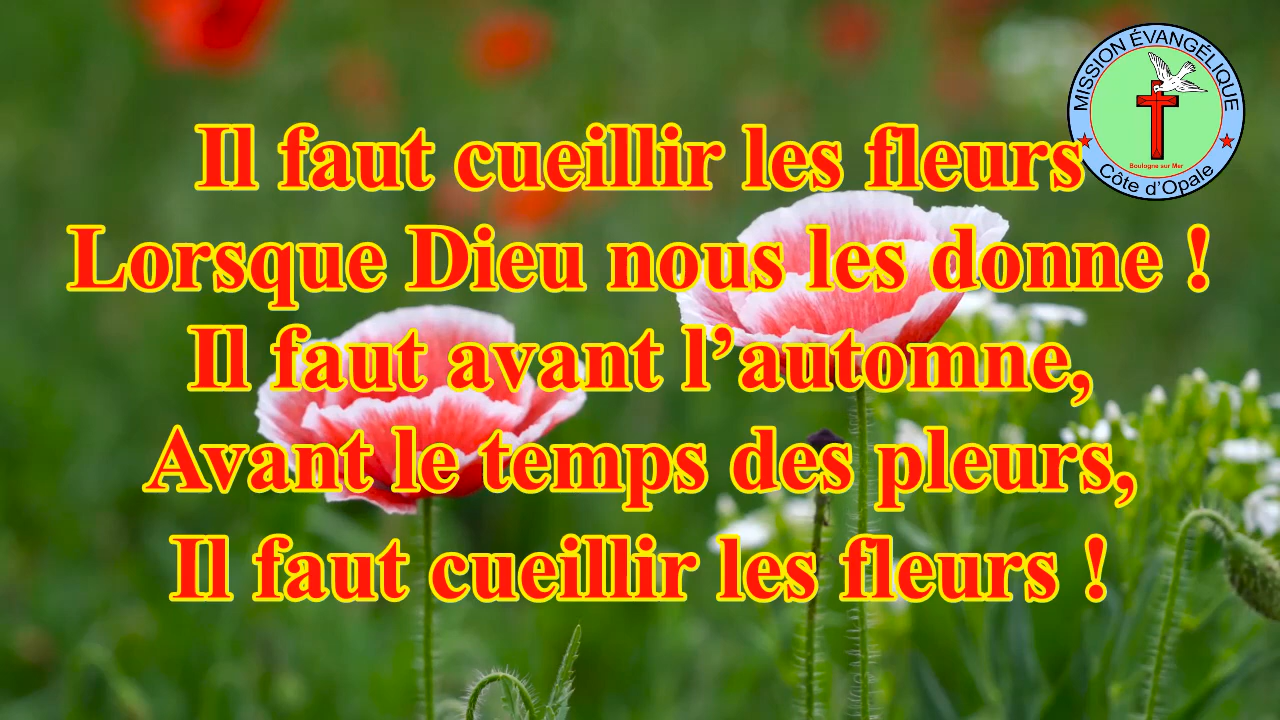 MISSION ÉVANGÉLIQUE
Boulogne sur Mer
Côte d'Opale
Il faut cueillir les fleurs
Lorsque Dieu nous les donne !
Il faut avant l’automne,
Avant le temps des pleurs,
Il faut cueillir les fleurs !